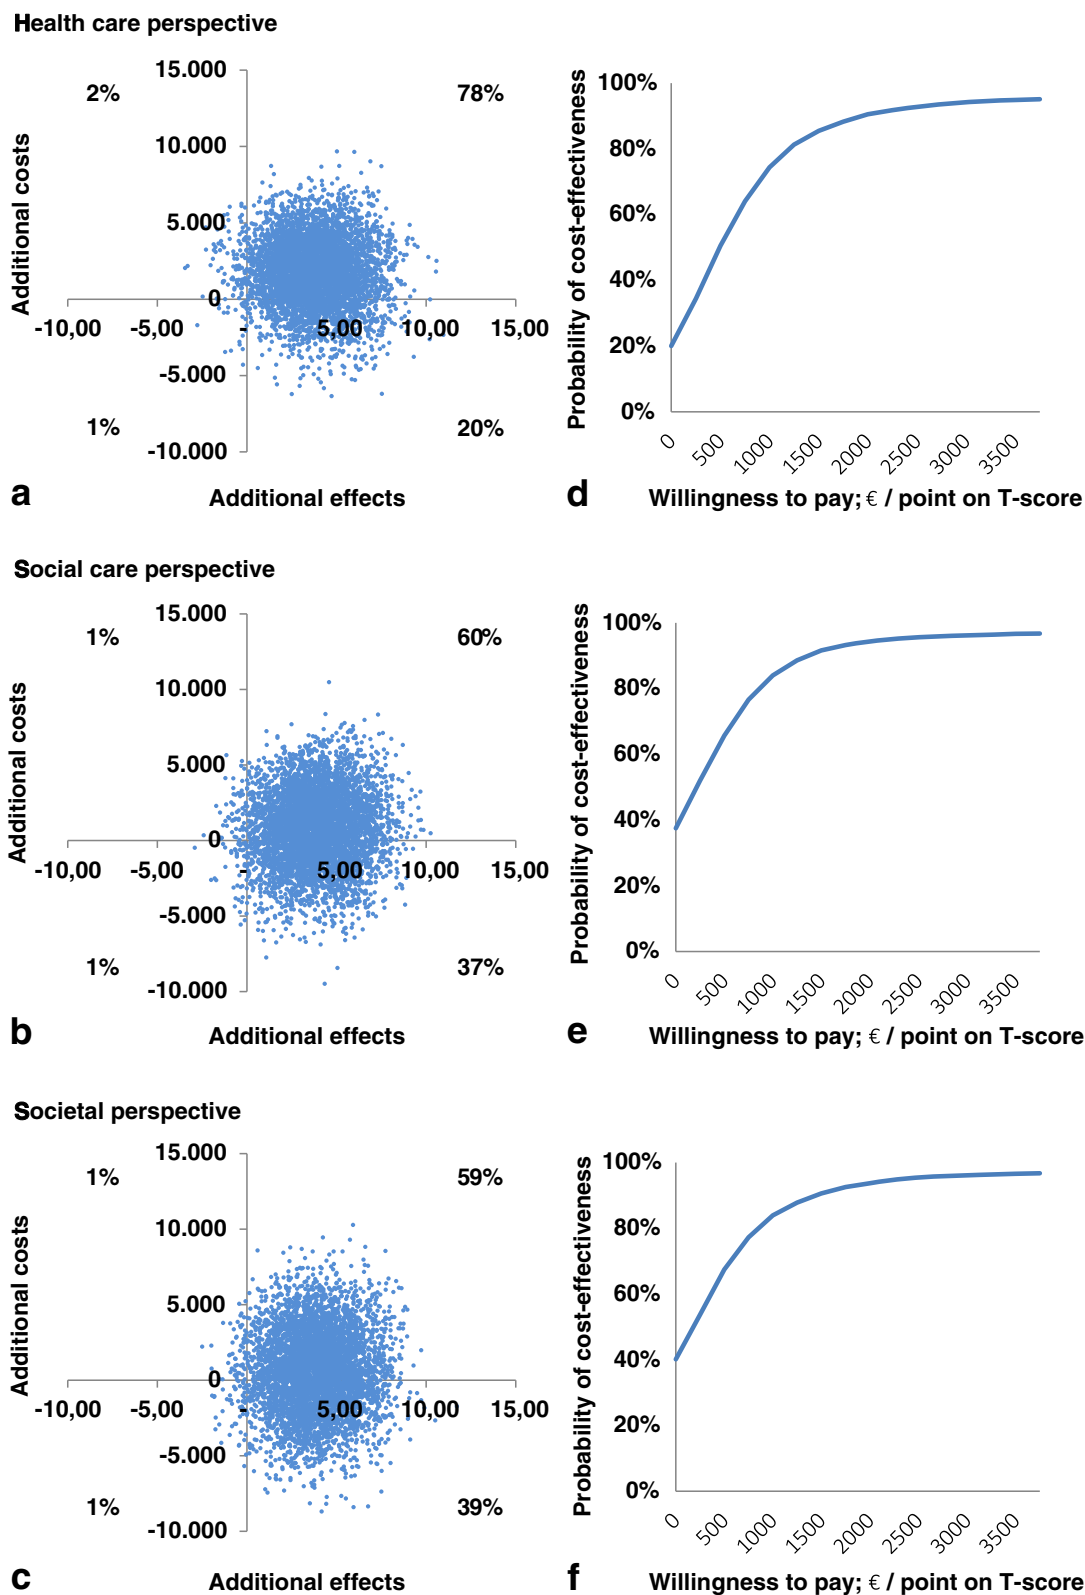 Health care perspective
15.000
2%
78%
10.000
Additional costs
5.000
0
-10,00 -5,00 - 5,00 10,00 15,00
-5.000
1%
20%
-10.000
a
Additional effects
100%
80%
60%
40%
20%
0%
Probability of cost-effectiveness
0 500 1000 1500 2000 2500 3000 3500
d
Willingness to pay; € / point on T-score
Social care perspective
15.000
1%
60%
10.000
Additional costs
5.000
0
-10,00 -5,00 - 5,00 10,00 15,00
-5.000
1%
37%
-10.000
b
Additional effects
100%
80%
60%
40%
20%
0%
Probability of cost-effectiveness
0 500 1000 1500 2000 2500 3000 3500
e
Willingness to pay; € / point on T-score
Societal perspective
15.000
1%
59%
10.000
Additional costs
5.000
0
-10,00 -5,00 - 5,00 10,00 15,00
-5.000
1%
39%
-10.000
c
Additional effects
100%
80%
60%
40%
20%
0%
Probability of cost-effectiveness
0 500 1000 1500 2000 2500 3000 3500
f
Willingness to pay; € / point on T-score